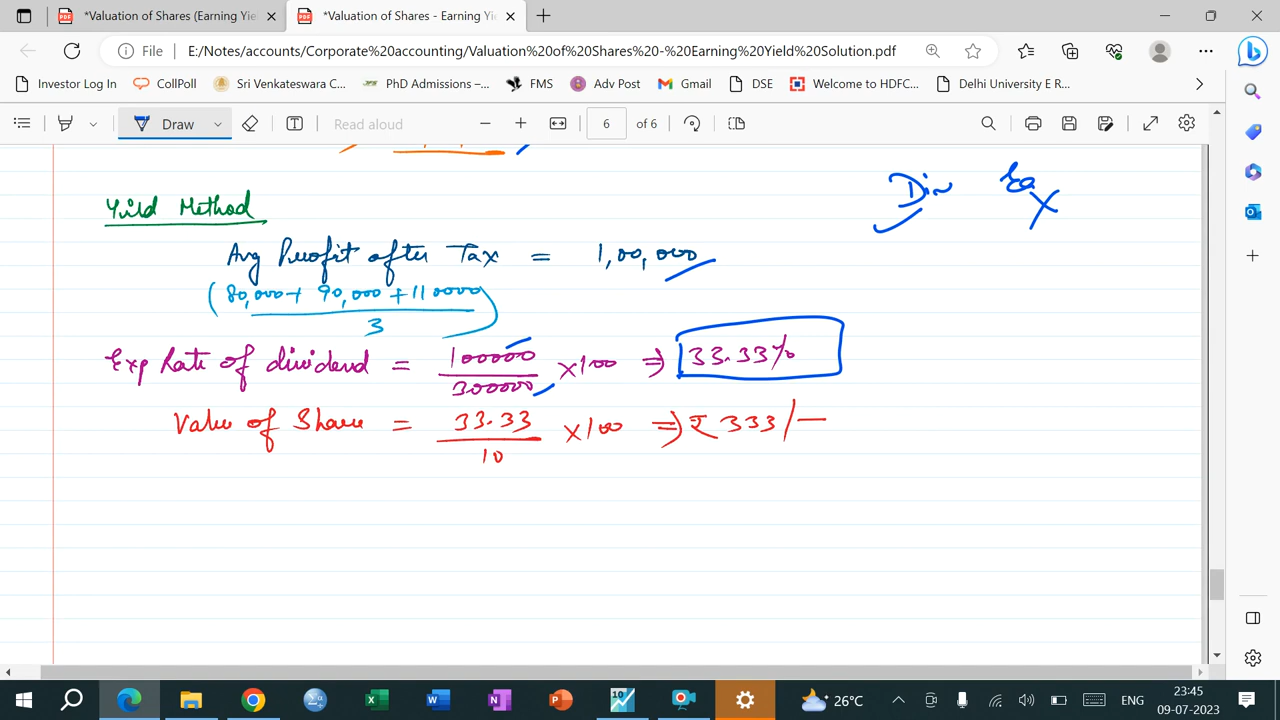 *Valuation of Shares (Earning Yie
*Valuation of Shares - Earning Yi
File E:/Notes/accounts/Corporate%20accounting/Valuation%20of%20Shares%20-%20Earning%20Yield%20Solution.pdf
Investor Log In CollPoll Sri Venkateswara C... PhD Admissions –... FMS Adv Post Gmail DSE Welcome to HDFC... Delhi University E R...
Draw Read aloud 6 of 6
Div Ea X
Yield Method
Avg Profit after Tax = 1,00,000
(80,000 + 90,000 + 110000)
3
Exp Rate of dividend = 100000 ×100 ⇒ 33.33%
300000
Value of Share = 33.33 ×100 ⇒ ₹ 333/—
10
10
26°C ENG 23:45
09-07-2023